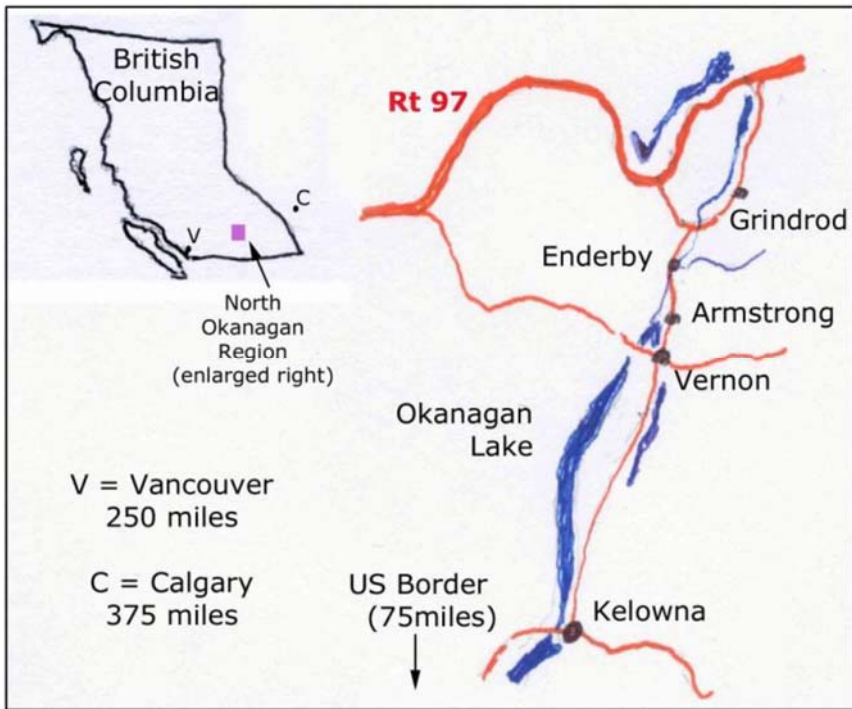 British
Columbia
V
C
North
Okanagan
Region
(enlarged right)
V = Vancouver
250 miles
C = Calgary
375 miles
Rt 97
Grindrod
Enderby
Armstrong
Vernon
Okanagan
Lake
US Border
(75miles)
Kelowna